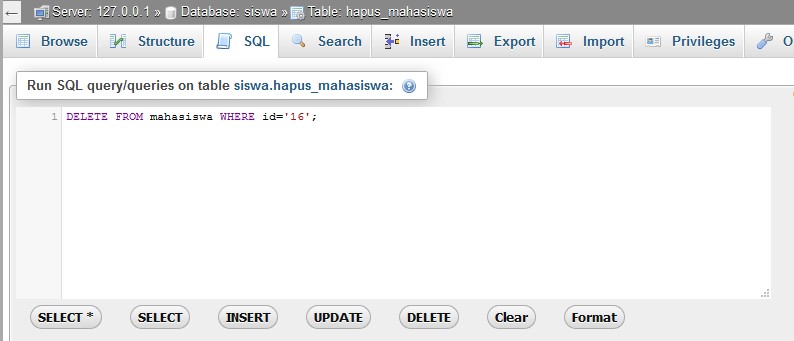 Server: 127.0.0.1 » Database: siswa » Table: hapus_mahasiswa
Browse Structure SQL Search Insert Export Import Privileges O
Run SQL query/queries on table siswa.hapus_mahasiswa:
1 DELETE FROM mahasiswa WHERE id='16';
SELECT * SELECT INSERT UPDATE DELETE Clear Format